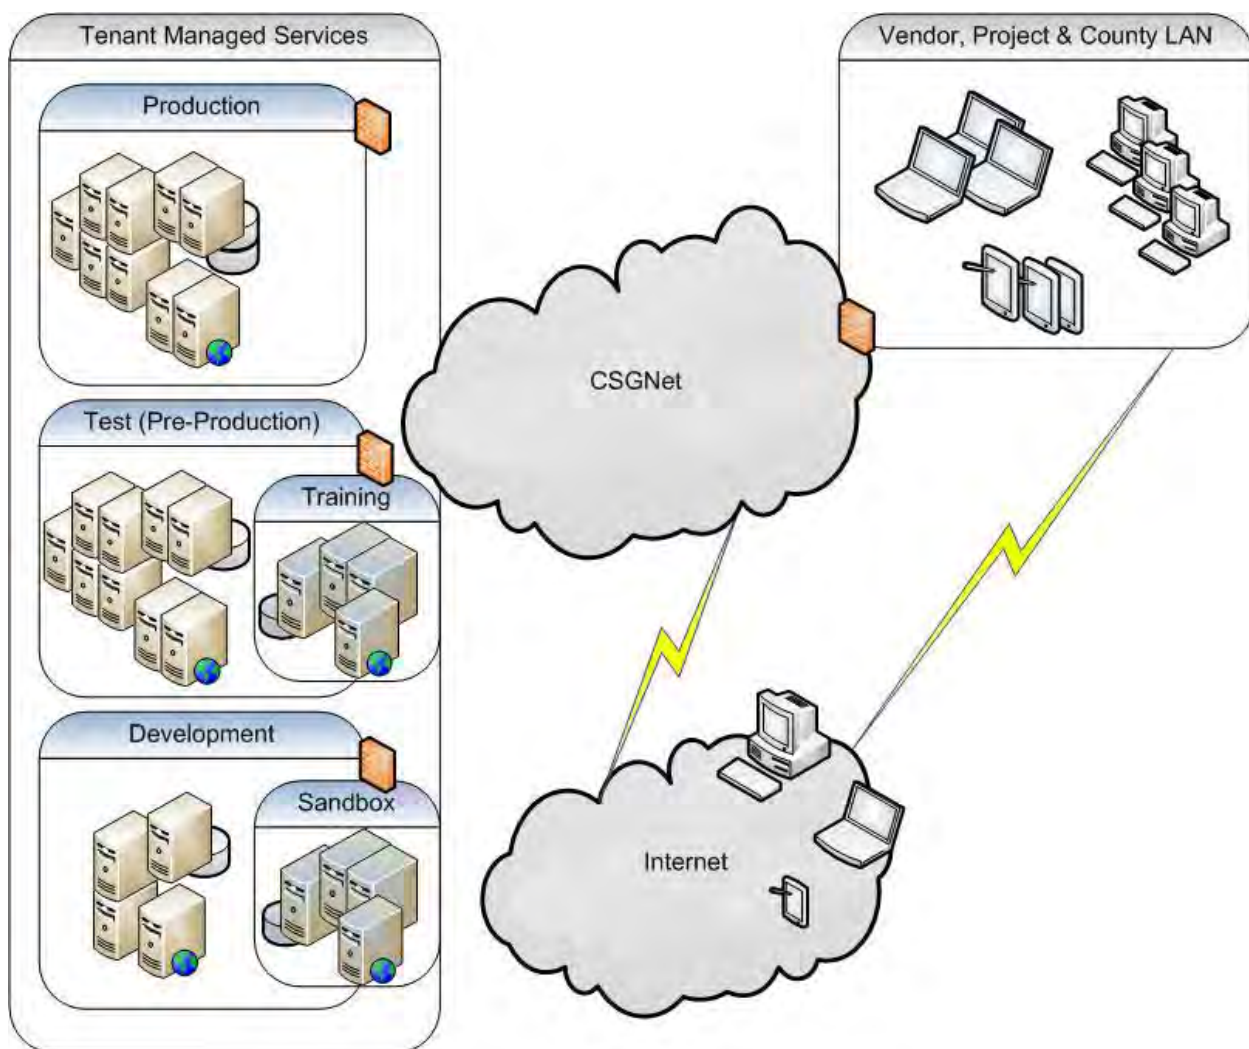 Tenant Managed Services
Production
Test (Pre-Production)
Training
Development
Sandbox
CSGNet
Vendor, Project & County LAN
Internet